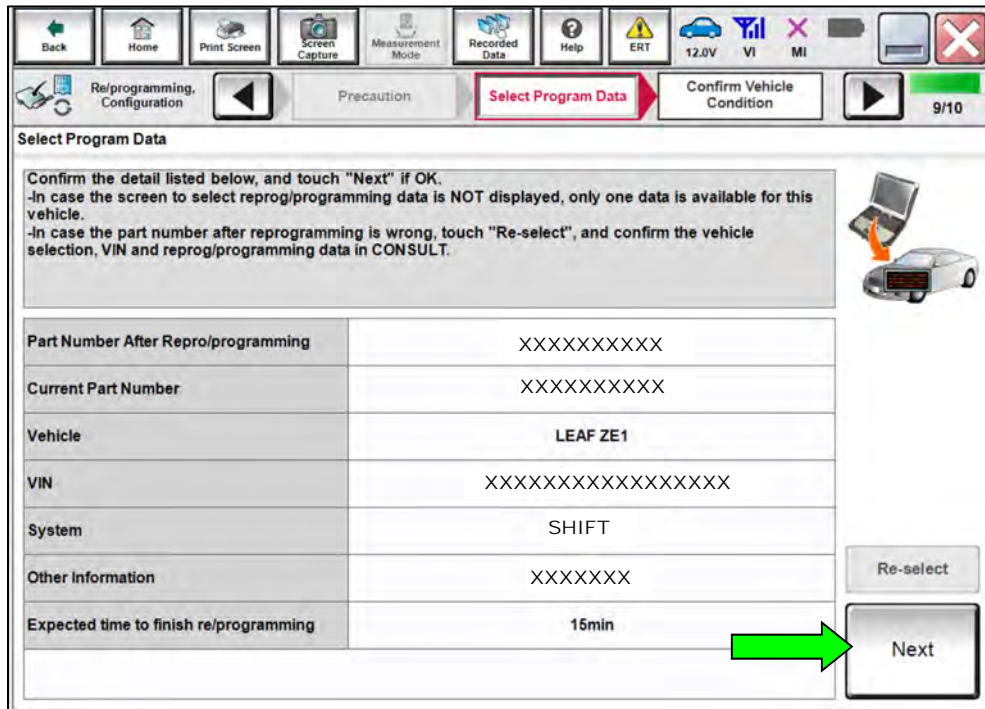 Back
Home
Print Screen
Screen
Capture
Measurement
Mode
Recorded
Data
Help
ERT
12.0V
VI
MI
Re/programming,
Configuration
Precaution
Select Program Data
Confirm Vehicle
Condition
9/10
Select Program Data
Confirm the detail listed below, and touch "Next" if OK.
-In case the screen to select reprog/programming data is NOT displayed, only one data is available for this
vehicle.
-In case the part number after reprogramming is wrong, touch "Re-select", and confirm the vehicle
selection, VIN and reprog/programming data in CONSULT.
Part Number After Repro/programming XXXXXXXXXX
Current Part Number XXXXXXXXXX
Vehicle LEAF ZE1
VIN XXXXXXXXXXXXXXXXX
System SHIFT
Other Information XXXXXXX
Expected time to finish re/programming 15min
Re-select
Next